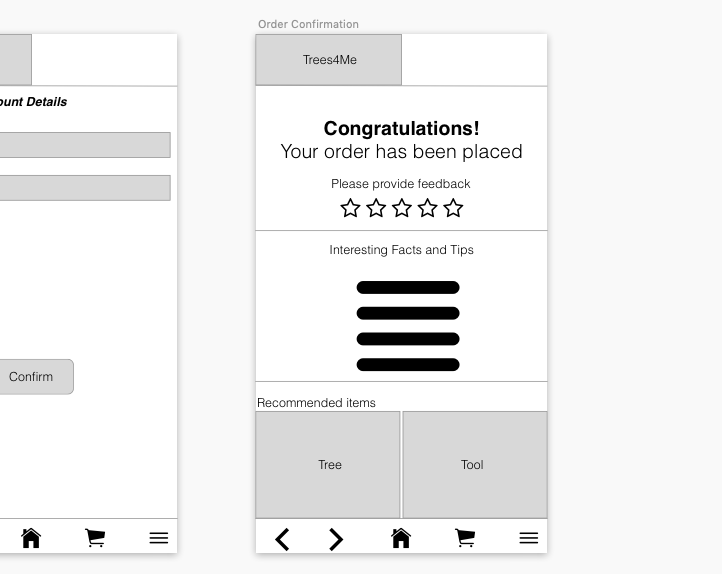 Order Confirmation
ount Details
Confirm
Trees4Me
Congratulations!
Your order has been placed
Please provide feedback
Interesting Facts and Tips
Recommended items
Tree
Tool